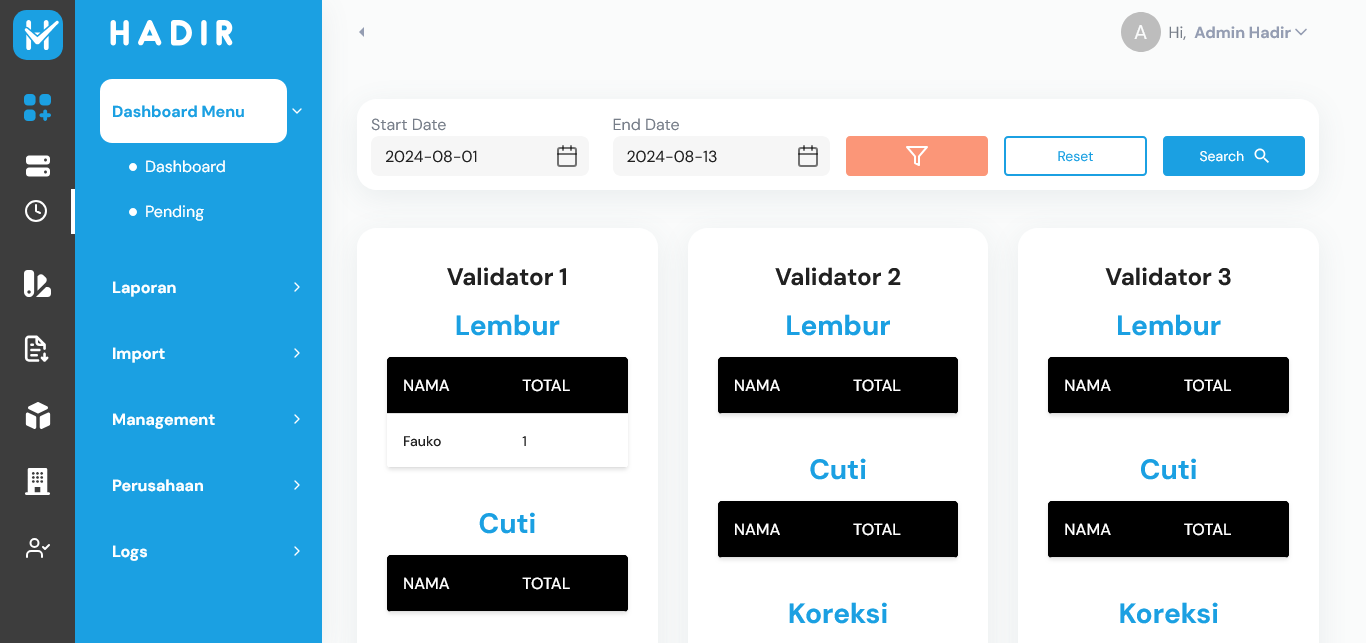 HADIR
Dashboard Menu
Dashboard
Pending
Laporan
Import
Management
Perusahaan
Logs
A Hi, Admin Hadir
Start Date End Date
2024-08-01 2024-08-13 Reset Search
Validator 1
Lembur
NAMA TOTAL
Fauko 1
Cuti
NAMA TOTAL
Validator 2
Lembur
NAMA TOTAL
Cuti
NAMA TOTAL
Koreksi
Validator 3
Lembur
NAMA TOTAL
Cuti
NAMA TOTAL
Koreksi